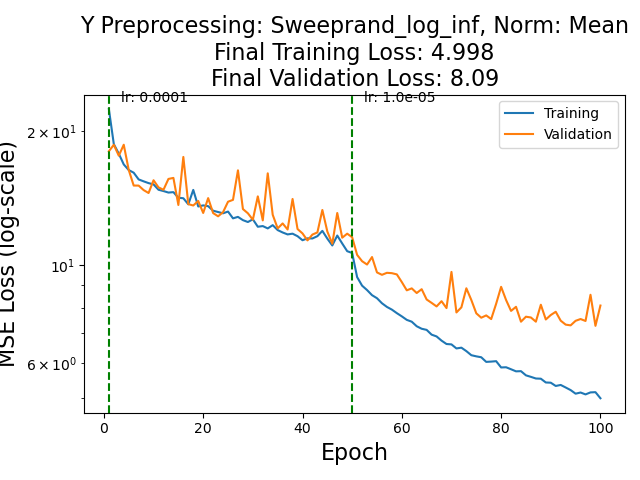 Y Preprocessing: Sweeprand_log_inf, Norm: Mean
Final Training Loss: 4.998
Final Validation Loss: 8.09
lr: 0.0001
lr: 1.0e-05
Training
Validation
2 × 10¹
10¹
6 × 10⁰
MSE Loss (log-scale)
0 20 40 60 80 100
Epoch